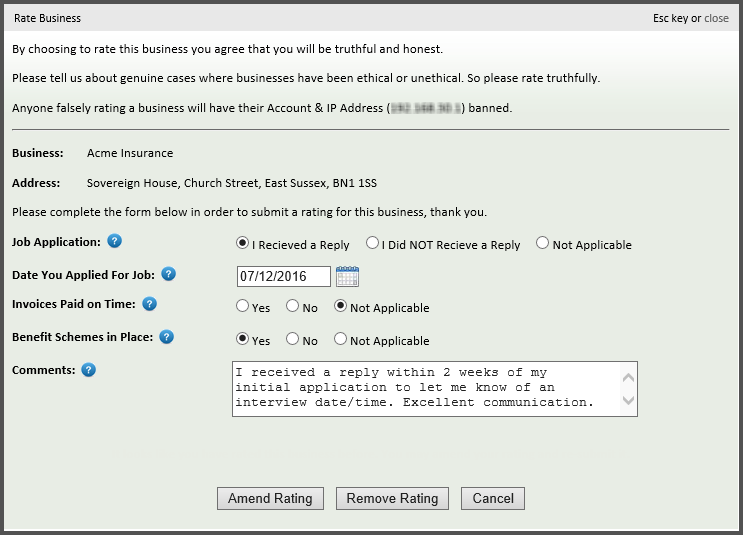 Rate Business Esc key or close
By choosing to rate this business you agree that you will be truthful and honest.
Please tell us about genuine cases where businesses have been ethical or unethical. So please rate truthfully.
Anyone falsely rating a business will have their Account & IP Address () banned.
Business: Acme Insurance
Address: Sovereign House, Church Street, East Sussex, BN1 1SS
Please complete the form below in order to submit a rating for this business, thank you.
Job Application: ? I Recieved a Reply I Did NOT Recieve a Reply Not Applicable
Date You Applied For Job: ? 07/12/2016
Invoices Paid on Time: ? Yes No Not Applicable
Benefit Schemes in Place: ? Yes No Not Applicable
Comments: ? I received a reply within 2 weeks of my
initial application to let me know of an
interview date/time. Excellent communication.
Amend Rating Remove Rating Cancel